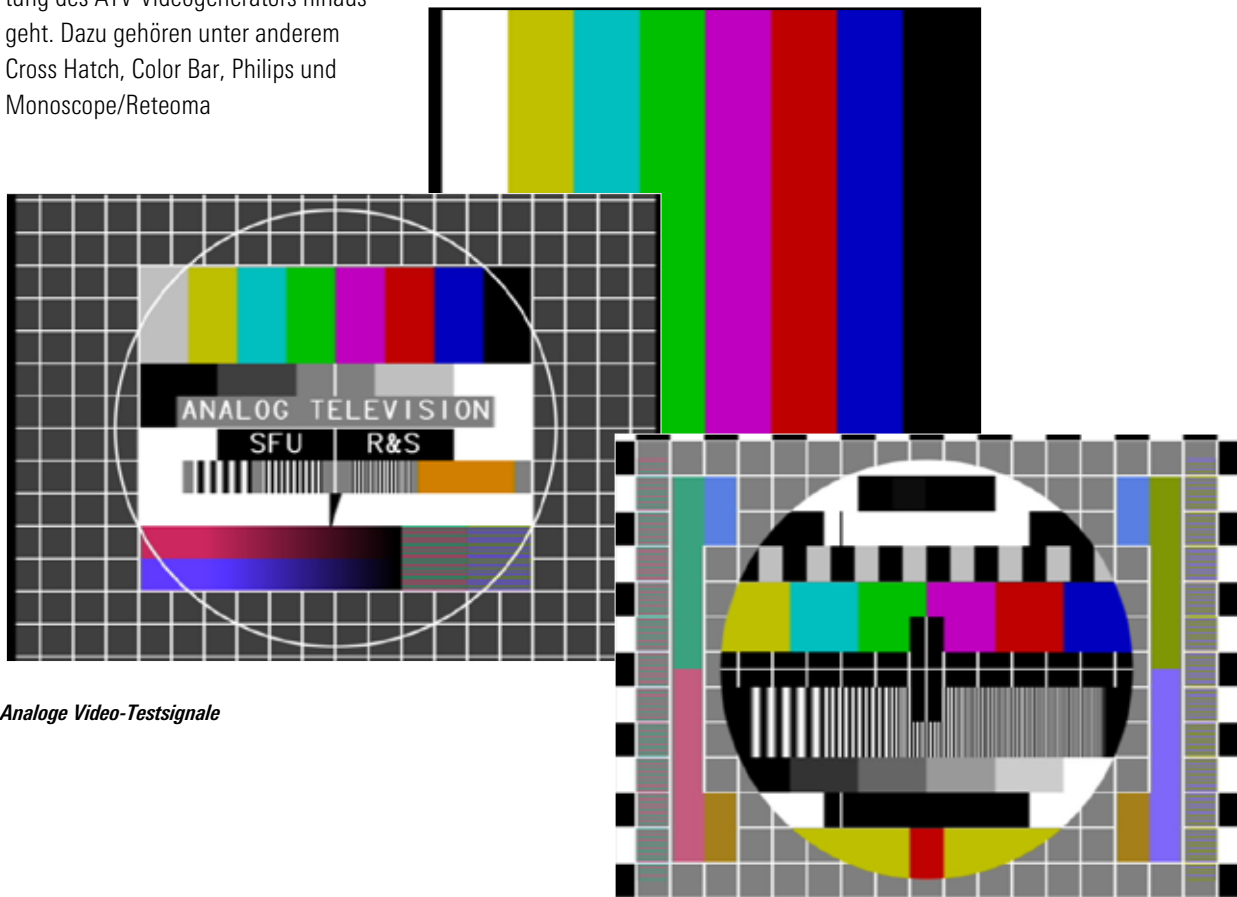 tung des ATV-Videogenerators hinaus
geht. Dazu gehören unter anderem
Cross Hatch, Color Bar, Philips und
Monoscope/Reteoma
ANALOG TELEVISION
SFU R&S
Analoge Video-Testsignale